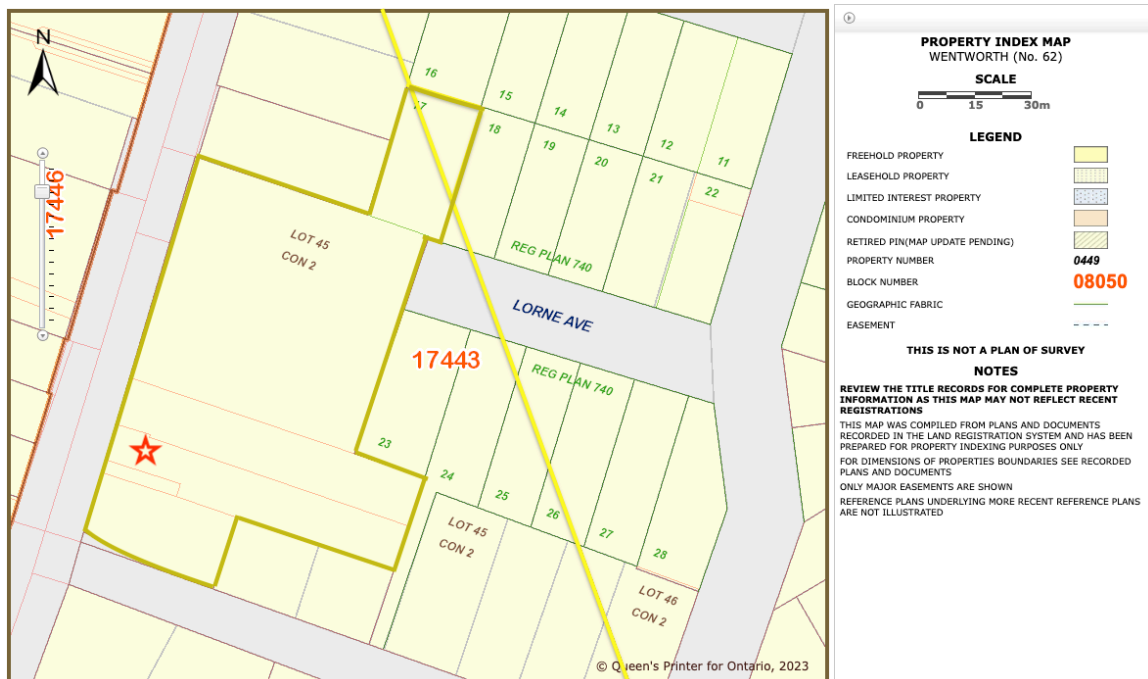 N
17446
16
17
15
14
13
12
11
18
19
20
21
22
LOT 45
CON 2
REG PLAN 740
LORNE AVE
17443
REG PLAN 740
23
24
25
26
27
28
LOT 45
CON 2
LOT 46
CON 2
© Queen's Printer for Ontario, 2023
PROPERTY INDEX MAP
WENTWORTH (No. 62)
SCALE
0 15 30m
LEGEND
FREEHOLD PROPERTY
LEASEHOLD PROPERTY
LIMITED INTEREST PROPERTY
CONDOMINIUM PROPERTY
RETIRED PIN(MAP UPDATE PENDING)
PROPERTY NUMBER 0449
BLOCK NUMBER 08050
GEOGRAPHIC FABRIC
EASEMENT
THIS IS NOT A PLAN OF SURVEY
NOTES
REVIEW THE TITLE RECORDS FOR COMPLETE PROPERTY
INFORMATION AS THIS MAP MAY NOT REFLECT RECENT
REGISTRATIONS
THIS MAP WAS COMPILED FROM PLANS AND DOCUMENTS
RECORDED IN THE LAND REGISTRATION SYSTEM AND HAS BEEN
PREPARED FOR PROPERTY INDEXING PURPOSES ONLY
FOR DIMENSIONS OF PROPERTIES BOUNDARIES SEE RECORDED
PLANS AND DOCUMENTS
ONLY MAJOR EASEMENTS ARE SHOWN
REFERENCE PLANS UNDERLYING MORE RECENT REFERENCE PLANS
ARE NOT ILLUSTRATED